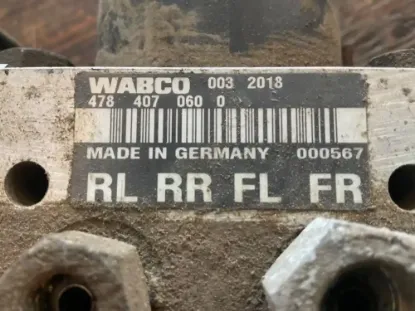 WABCO 003 2018
478 407 060 0
MADE IN GERMANY 000567
RL RR FL FR